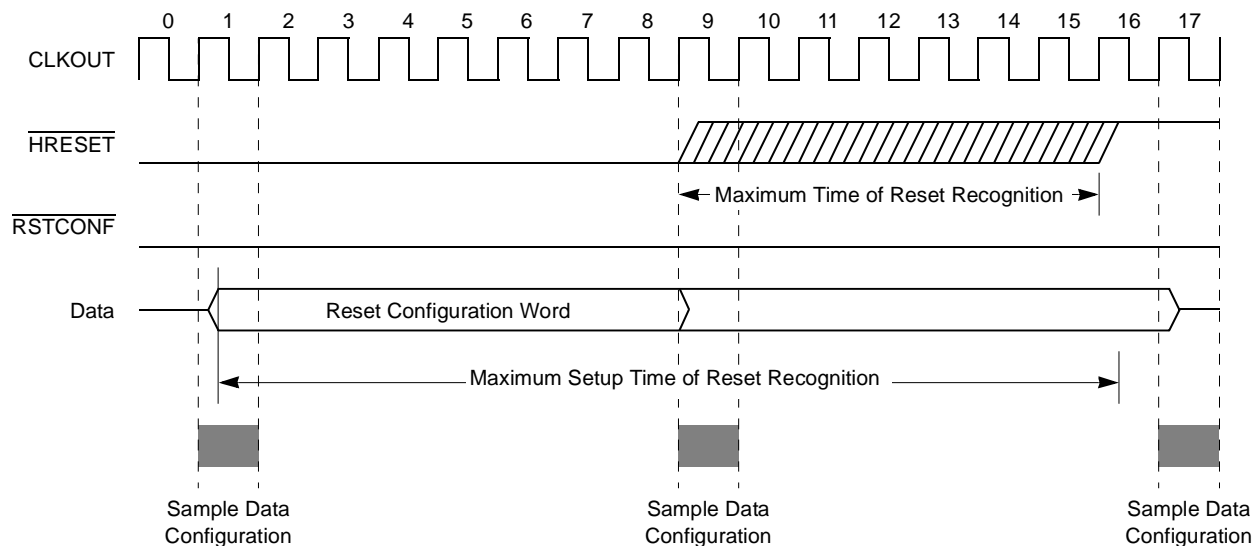 0 1 2 3 4 5 6 7 8 9 10 11 12 13 14 15 16 17
CLKOUT
HRESET
Maximum Time of Reset Recognition
RSTCONF
Data
Reset Configuration Word
Maximum Setup Time of Reset Recognition
Sample Data Sample Data Sample Data
Configuration Configuration Configuration